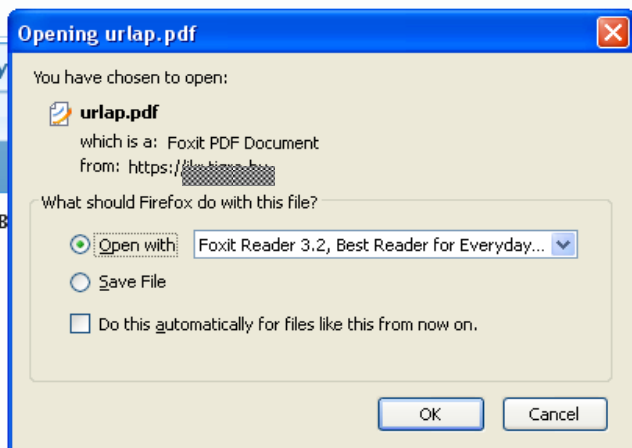 Opening urlap.pdf
You have chosen to open:
urlap.pdf
which is a: Foxit PDF Document
from: https://
What should Firefox do with this file?
Open with Foxit Reader 3.2, Best Reader for Everyday...
Save File
Do this automatically for files like this from now on.
OK Cancel